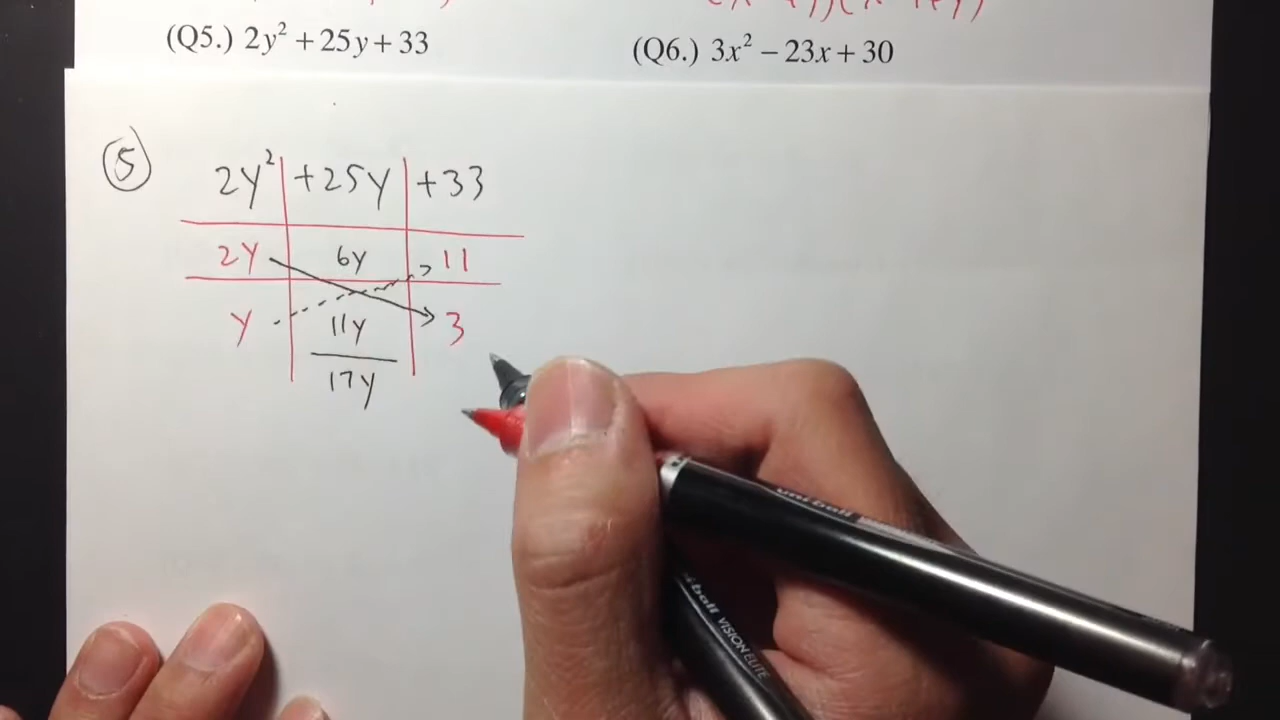 (Q5.) 2y² + 25y + 33
(Q6.) 3x² − 23x + 30
5
2y² +25y +33
2y 6y 11
y 11y 3
17y
uni-ball
uni-ball VISION ELITE